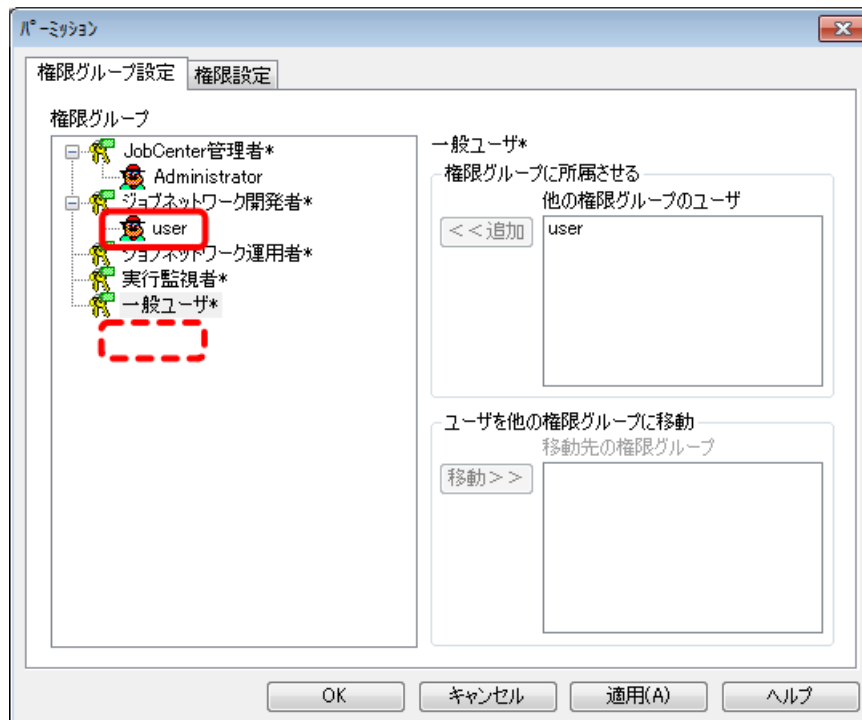 ﾊﾟｰﾐｯｼｮﾝ
権限グループ設定 権限設定
権限グループ
JobCenter管理者*
Administrator
ジョブネットワーク開発者*
user
ジョブネットワーク運用者*
実行監視者*
一般ユーザ*
一般ユーザ*
権限グループに所属させる
他の権限グループのユーザ
<<追加
user
ユーザを他の権限グループに移動
移動先の権限グループ
移動>>
OK キャンセル 適用(A) ヘルプ